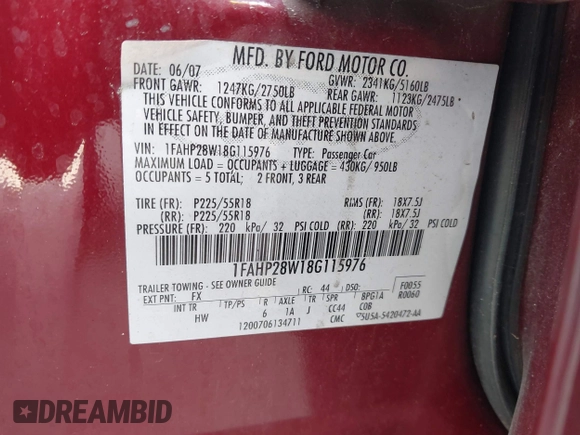 MFD. BY FORD MOTOR CO.
DATE: 06/07 GVWR: 2341KG/5160LB
FRONT GAWR: 1247KG/2750LB REAR GAWR: 1123KG/2475LB
THIS VEHICLE CONFORMS TO ALL APPLICABLE FEDERAL MOTOR
VEHICLE SAFETY, BUMPER, AND THEFT PREVENTION STANDARDS
IN EFFECT ON THE DATE OF MANUFACTURE SHOWN ABOVE.
VIN: 1FAHP28W18G115976 TYPE: Passenger Car
MAXIMUM LOAD = OCCUPANTS + LUGGAGE = 430KG/950LB
OCCUPANTS = 5 TOTAL; 2 FRONT, 3 REAR
TIRE (FR): P225/55R18 RIMS (FR): 18X7.5J
(RR): P225/55R18 (RR): 18X7.5J
PRESSURE (FR): 220 kPa/ 32 PSI COLD (RR): 220 kPa/ 32 PSI COLD
1FAHP28W18G115976
TRAILER TOWING - SEE OWNER GUIDE
EXT PNT: FX RC: 44 DSO: F0055
INT TR TP/PS R AXLE TR SPR BPG1A R0060
HW 6 1A J CC44 COB
1200706134711 CMC 5U5A-5420472-AA
DREAMBID